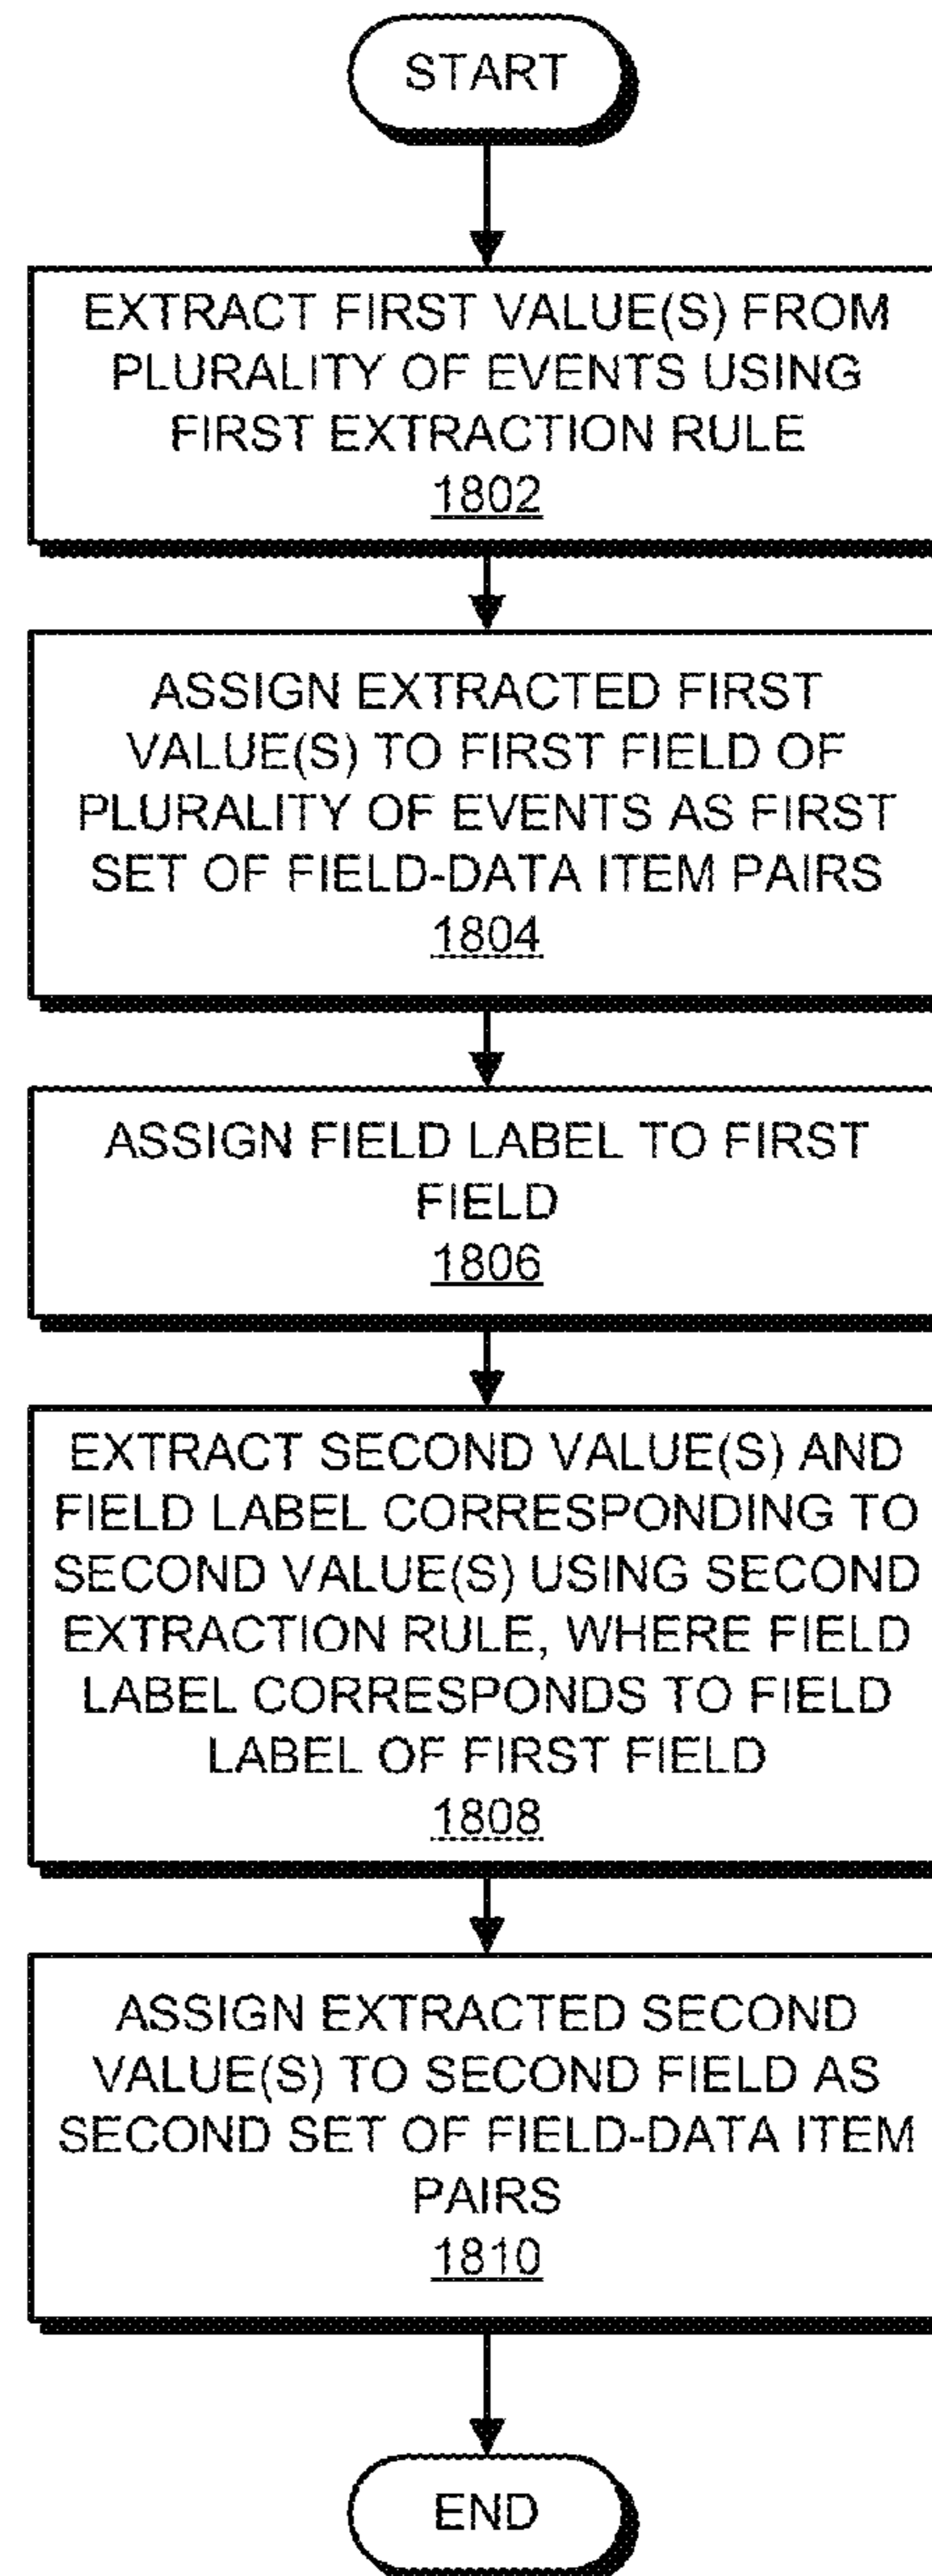 START
EXTRACT FIRST VALUE(S) FROM
PLURALITY OF EVENTS USING
FIRST EXTRACTION RULE
1802
ASSIGN EXTRACTED FIRST
VALUE(S) TO FIRST FIELD OF
PLURALITY OF EVENTS AS FIRST
SET OF FIELD-DATA ITEM PAIRS
1804
ASSIGN FIELD LABEL TO FIRST
FIELD
1806
EXTRACT SECOND VALUE(S) AND
FIELD LABEL CORRESPONDING TO
SECOND VALUE(S) USING SECOND
EXTRACTION RULE, WHERE FIELD
LABEL CORRESPONDS TO FIELD
LABEL OF FIRST FIELD
1808
ASSIGN EXTRACTED SECOND
VALUE(S) TO SECOND FIELD AS
SECOND SET OF FIELD-DATA ITEM
PAIRS
1810
END